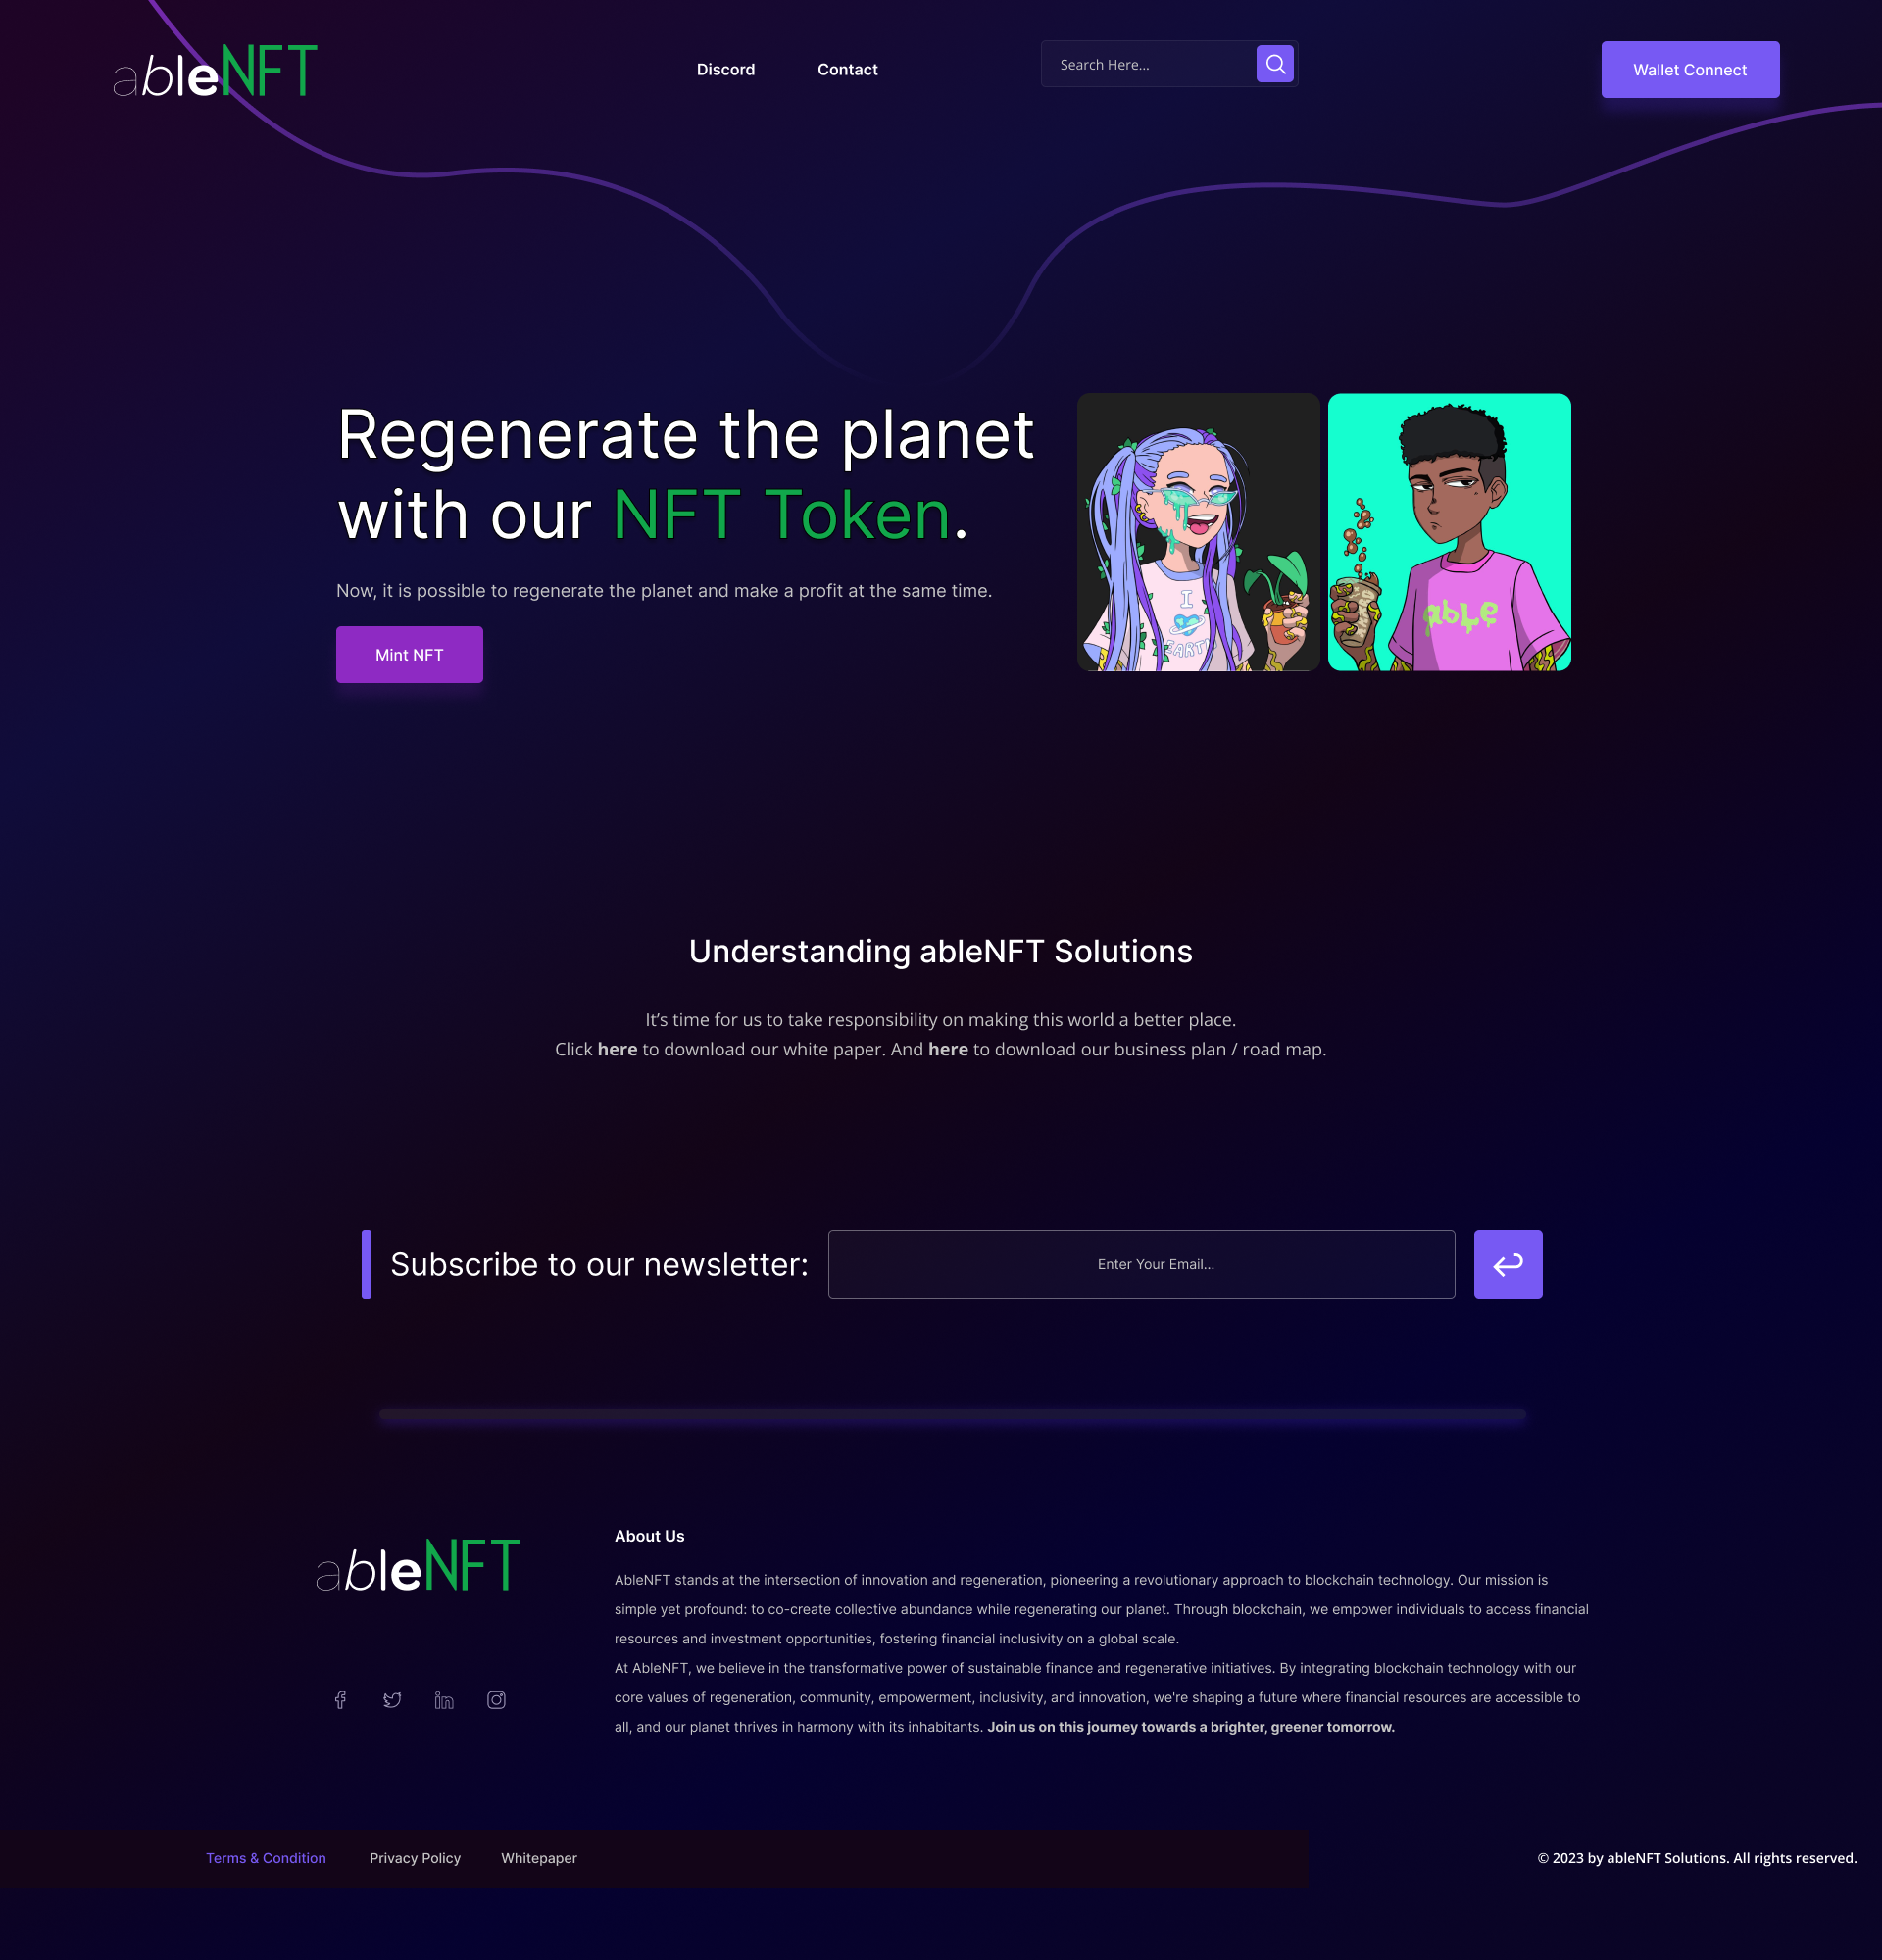 ableNFT
Discord
Contact
Search Here...
Wallet Connect
Regenerate the planet
with our NFT Token.
Now, it is possible to regenerate the planet and make a profit at the same time.
Mint NFT
I
EARTH
able
Understanding ableNFT Solutions
It’s time for us to take responsibility on making this world a better place.
Click here to download our white paper. And here to download our business plan / road map.
Subscribe to our newsletter:
Enter Your Email...
ableNFT
About Us
AbleNFT stands at the intersection of innovation and regeneration, pioneering a revolutionary approach to blockchain technology. Our mission is
simple yet profound: to co-create collective abundance while regenerating our planet. Through blockchain, we empower individuals to access financial
resources and investment opportunities, fostering financial inclusivity on a global scale.
At AbleNFT, we believe in the transformative power of sustainable finance and regenerative initiatives. By integrating blockchain technology with our
core values of regeneration, community, empowerment, inclusivity, and innovation, we're shaping a future where financial resources are accessible to
all, and our planet thrives in harmony with its inhabitants. Join us on this journey towards a brighter, greener tomorrow.
Terms & Condition
Privacy Policy
Whitepaper
© 2023 by ableNFT Solutions. All rights reserved.